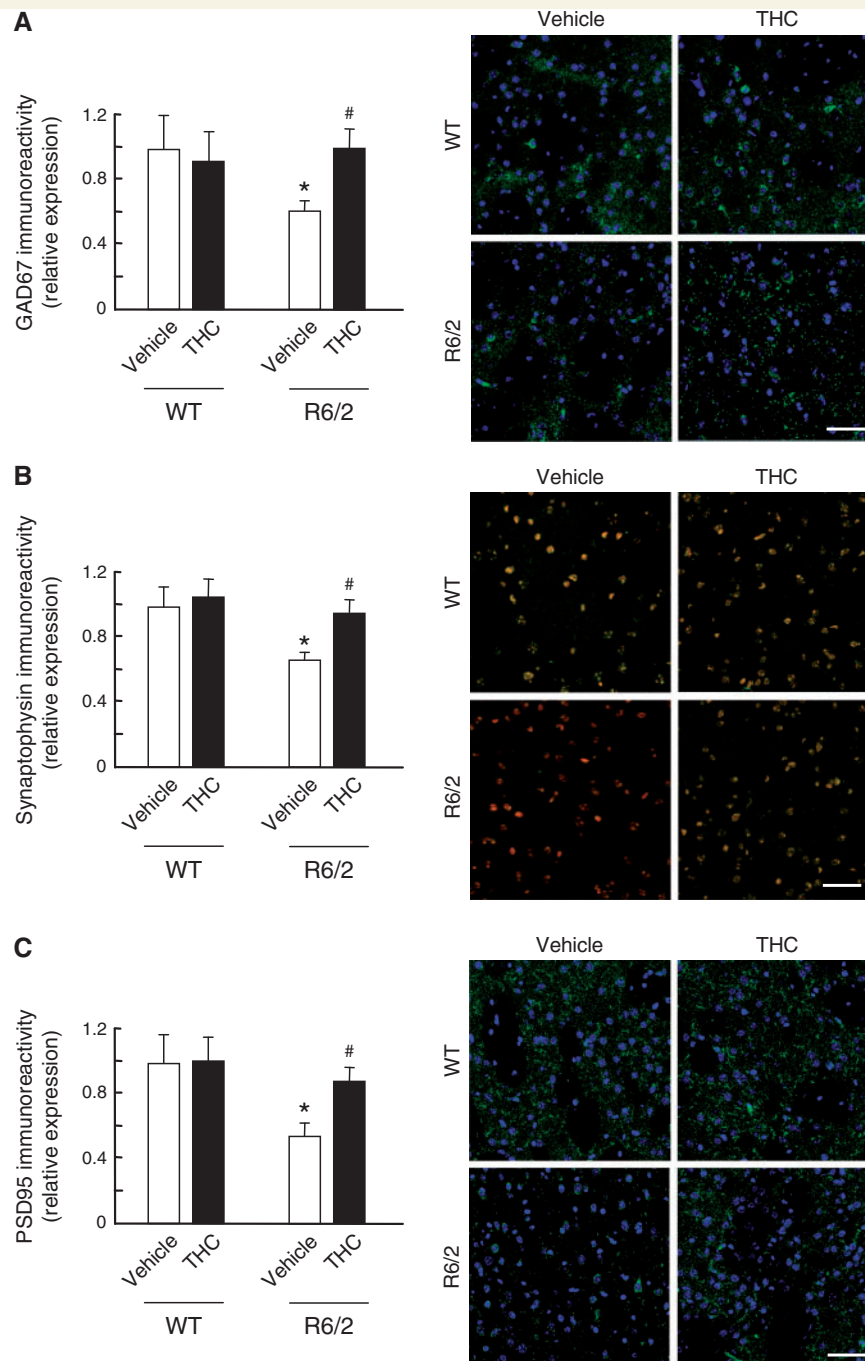 A
Vehicle THC
GAD67 immunoreactivity
(relative expression)
1.2
0.8
0.4
0
#
*
Vehicle THC Vehicle THC
WT R6/2
WT
R6/2
B
Vehicle THC
Synaptophysin immunoreactivity
(relative expression)
1.2
0.8
0.4
0
#
*
Vehicle THC Vehicle THC
WT R6/2
WT
R6/2
C
Vehicle THC
PSD95 immunoreactivity
(relative expression)
1.2
0.8
0.4
0
#
*
Vehicle THC Vehicle THC
WT R6/2
WT
R6/2